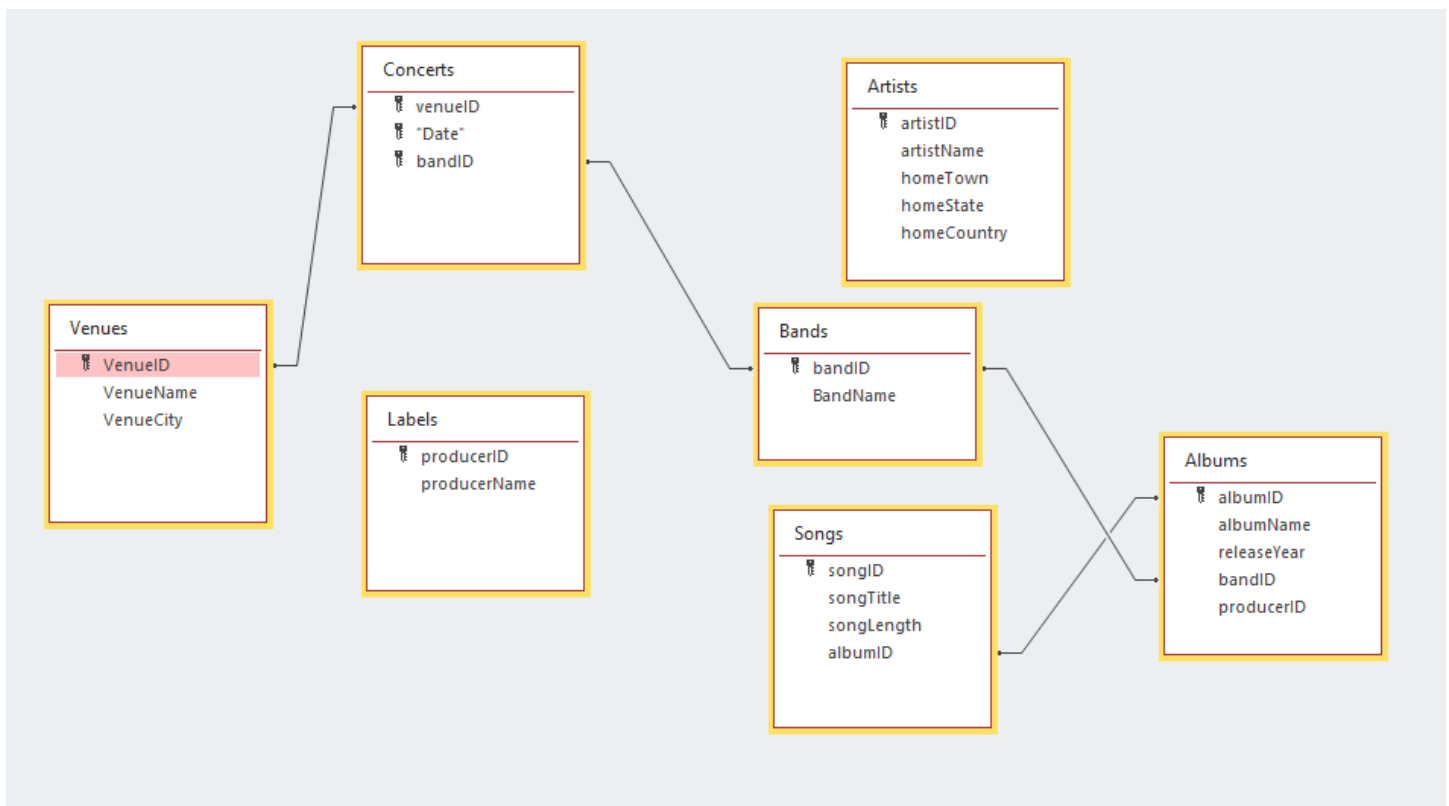 Concerts
venueID
"Date"
bandID
Artists
artistID
artistName
homeTown
homeState
homeCountry
Venues
VenueID
VenueName
VenueCity
Labels
producerID
producerName
Bands
bandID
BandName
Songs
songID
songTitle
songLength
albumID
Albums
albumID
albumName
releaseYear
bandID
producerID